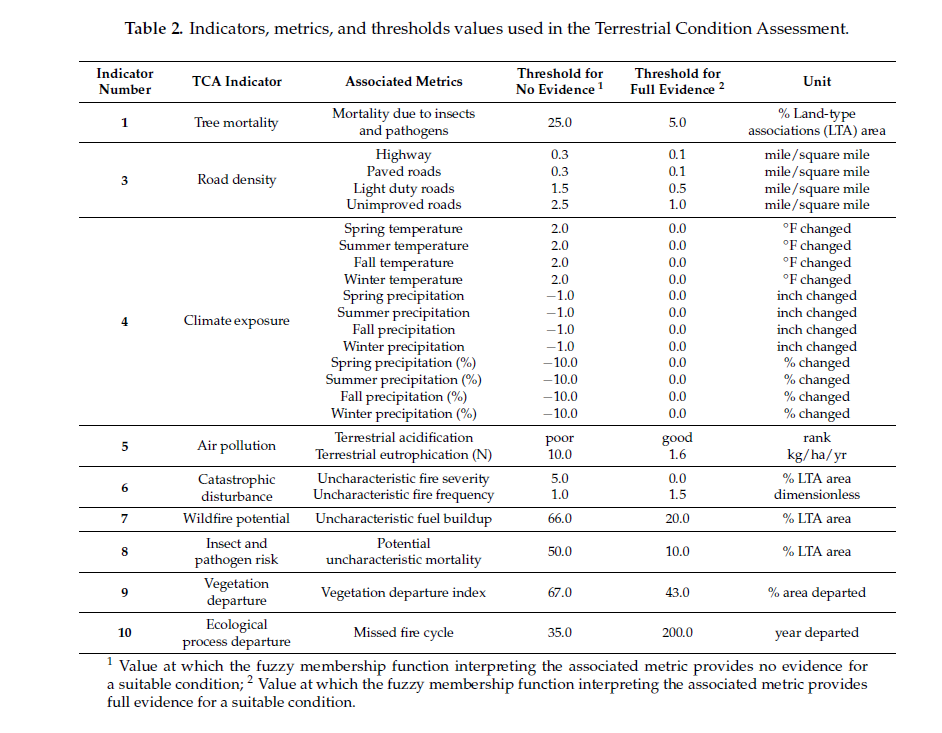 Table 2. Indicators, metrics, and thresholds values used in the Terrestrial Condition Assessment.
Indicator Number TCA Indicator Associated Metrics Threshold for No Evidence 1 Threshold for Full Evidence 2 Unit
1 Tree mortality Mortality due to insects and pathogens 25.0 5.0 % Land-type associations (LTA) area
3 Road density Highway 0.3 0.1 mile/square mile
Paved roads 0.3 0.1 mile/square mile
Light duty roads 1.5 0.5 mile/square mile
Unimproved roads 2.5 1.0 mile/square mile
4 Climate exposure Spring temperature 2.0 0.0 °F changed
Summer temperature 2.0 0.0 °F changed
Fall temperature 2.0 0.0 °F changed
Winter temperature 2.0 0.0 °F changed
Spring precipitation −1.0 0.0 inch changed
Summer precipitation −1.0 0.0 inch changed
Fall precipitation −1.0 0.0 inch changed
Winter precipitation −1.0 0.0 inch changed
Spring precipitation (%) −10.0 0.0 % changed
Summer precipitation (%) −10.0 0.0 % changed
Fall precipitation (%) −10.0 0.0 % changed
Winter precipitation (%) −10.0 0.0 % changed
5 Air pollution Terrestrial acidification poor good rank
Terrestrial eutrophication (N) 10.0 1.6 kg/ha/yr
6 Catastrophic disturbance Uncharacteristic fire severity 5.0 0.0 % LTA area
Uncharacteristic fire frequency 1.0 1.5 dimensionless
7 Wildfire potential Uncharacteristic fuel buildup 66.0 20.0 % LTA area
8 Insect and pathogen risk Potential uncharacteristic mortality 50.0 10.0 % LTA area
9 Vegetation departure Vegetation departure index 67.0 43.0 % area departed
10 Ecological process departure Missed fire cycle 35.0 200.0 year departed
1 Value at which the fuzzy membership function interpreting the associated metric provides no evidence for
a suitable condition; 2 Value at which the fuzzy membership function interpreting the associated metric provides
full evidence for a suitable condition.